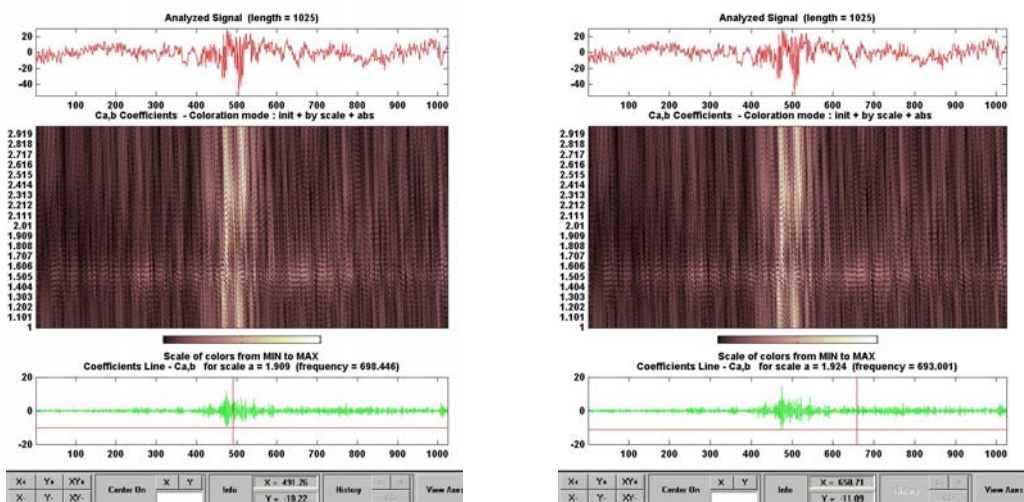 Analyzed Signal (length = 1025)
20
0
-20
-40
100 200 300 400 500 600 700 800 900 1000
Ca,b Coefficients - Coloration mode : init + by scale + abs
2.919
2.818
2.717
2.616
2.515
2.414
2.313
2.212
2.111
2.01
1.909
1.808
1.707
1.606
1.505
1.404
1.303
1.202
1.101
1
Scale of colors from MIN to MAX
Coefficients Line - Ca,b for scale a = 1.909 (frequency = 698.446)
20
0
-20
100 200 300 400 500 600 700 800 900 1000
X+ Y+ XY+
X- Y- XY-
Center On X Y
Info X = 491.26
Y = -10.22
History
View Axes
Analyzed Signal (length = 1025)
20
0
-20
-40
100 200 300 400 500 600 700 800 900 1000
Ca,b Coefficients - Coloration mode : init + by scale + abs
2.919
2.818
2.717
2.616
2.515
2.414
2.313
2.212
2.111
2.01
1.909
1.808
1.707
1.606
1.505
1.404
1.303
1.202
1.101
1
Scale of colors from MIN to MAX
Coefficients Line - Ca,b for scale a = 1.924 (frequency = 693.001)
20
0
-20
100 200 300 400 500 600 700 800 900 1000
X+ Y+ XY+
X- Y- XY-
Center On X Y
Info X = 658.71
Y = -11.09
History
View Axes